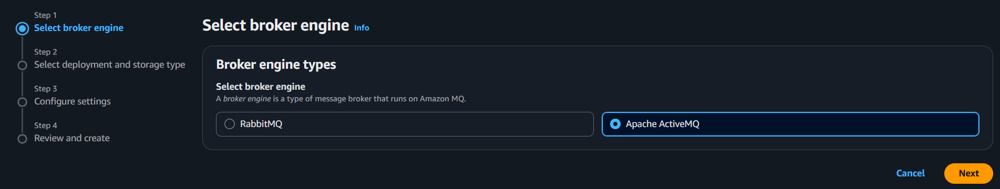 Step 1
Select broker engine
Step 2
Select deployment and storage type
Step 3
Configure settings
Step 4
Review and create
Select broker engine Info
Broker engine types
Select broker engine
A broker engine is a type of message broker that runs on Amazon MQ.
RabbitMQ
Apache ActiveMQ
Cancel
Next